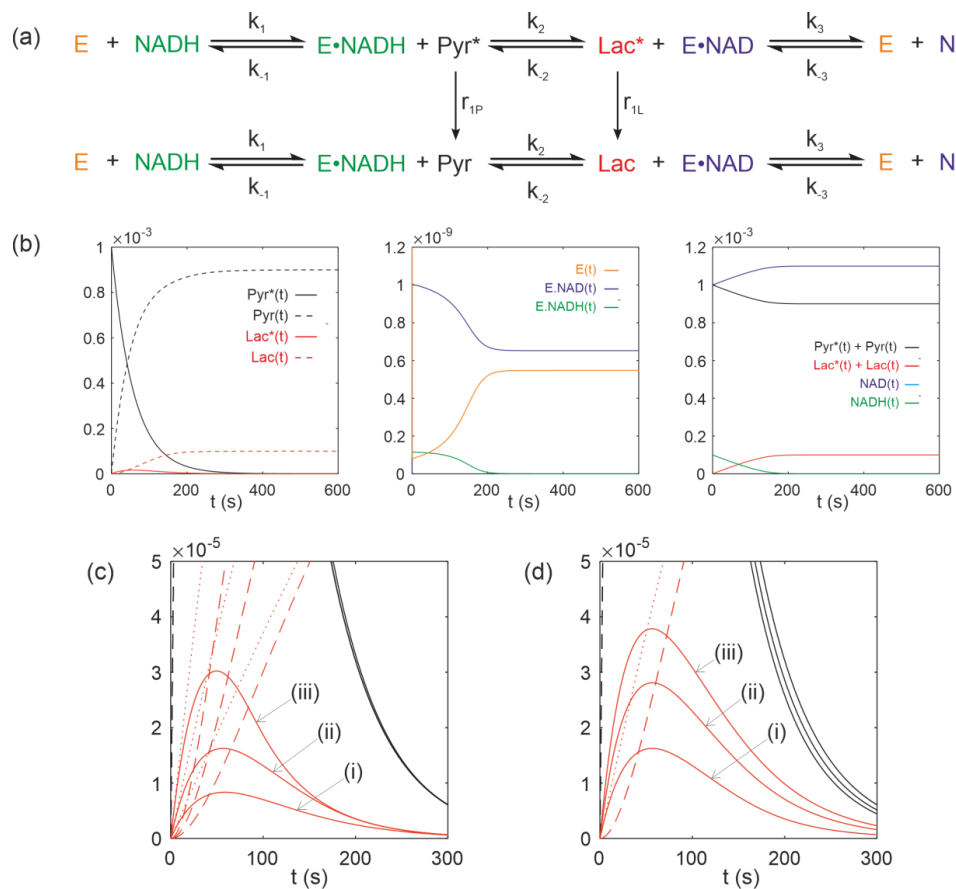 (a)
k₁ k₂ k₃
E + NADH E•NADH + Pyr* Lac* + E•NAD E + N
k₋₁ k₋₂ k₋₃
r₁P r₁L
k₁ k₂ k₃
E + NADH E•NADH + Pyr Lac + E•NAD E + N
k₋₁ k₋₂ k₋₃
(b)
×10⁻³
1
0.8
0.6
0.4
0.2
0
0 200 400 600
t (s)
Pyr*(t)
Pyr(t)
Lac*(t)
Lac(t)
×10⁻⁹
1.2
1
0.8
0.6
0.4
0.2
0
0 200 400 600
t (s)
E(t)
E.NAD(t)
E.NADH(t)
×10⁻³
1.2
1
0.8
0.6
0.4
0.2
0
0 200 400 600
t (s)
Pyr*(t) + Pyr(t)
Lac*(t) + Lac(t)
NAD(t)
NADH(t)
(c)
×10⁻⁵
5
4
3
2
1
0
0 100 200 300
t (s)
(iii)
(ii)
(i)
(d)
×10⁻⁵
5
4
3
2
1
0
0 100 200 300
t (s)
(iii)
(ii)
(i)